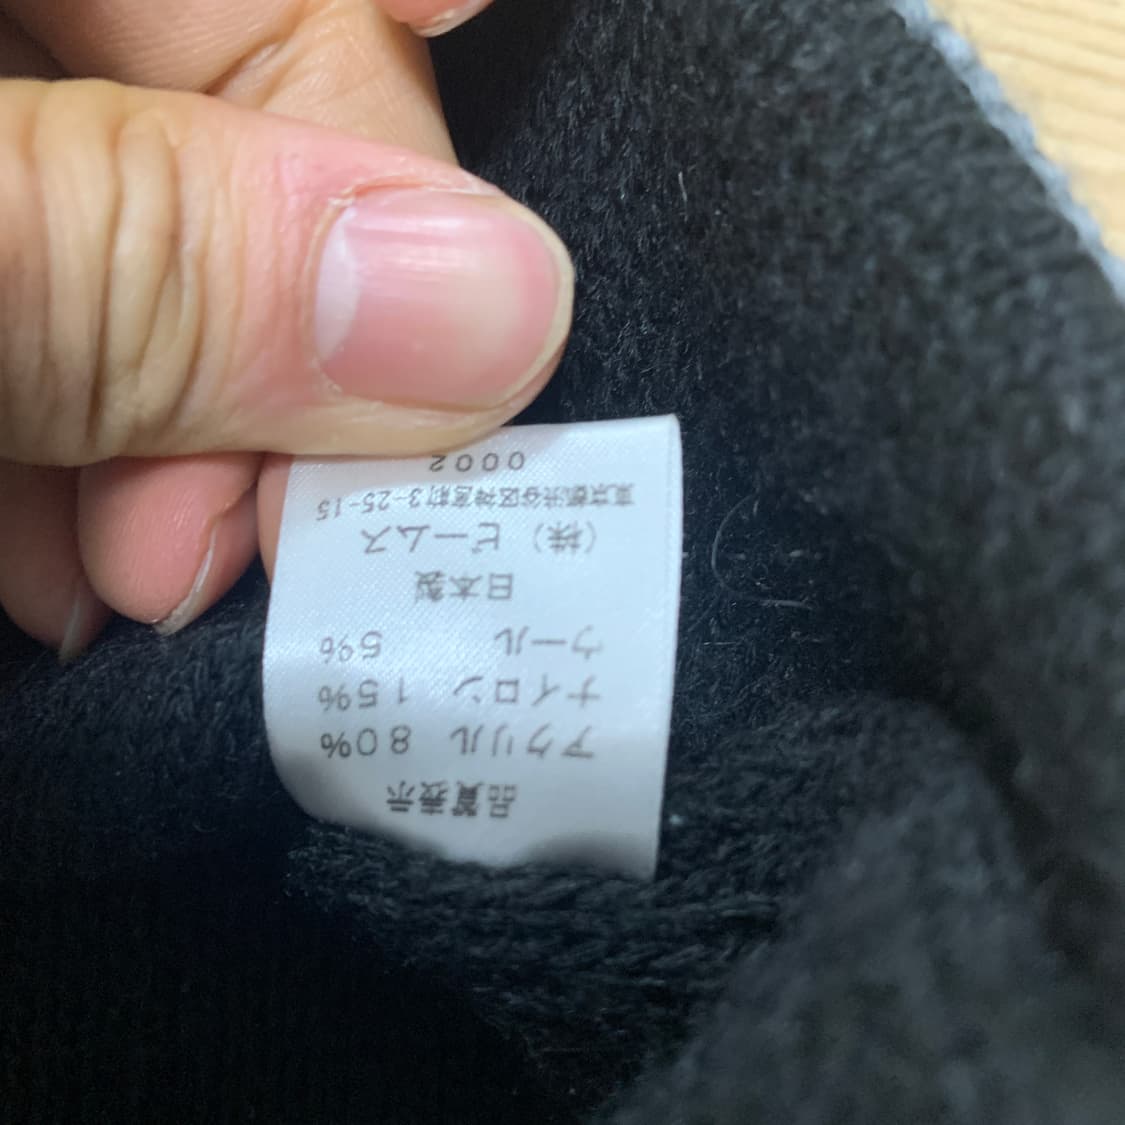 品質表示
アクリル 80%
ナイロン 15%
ウール 5%
日本製
(株) ビームス
東京都渋谷区神宮前3-25-15
0002